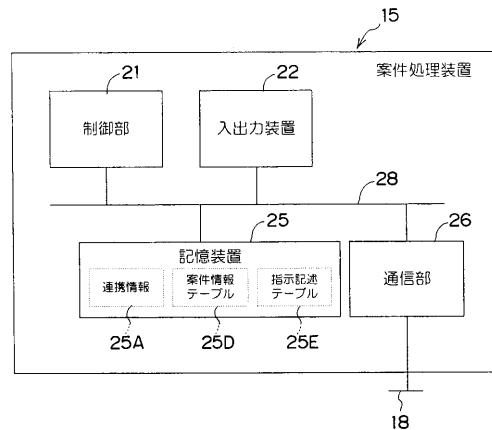 15
案件処理装置
21
22
制御部
入出力装置
28
25
26
記憶装置
連携情報
案件情報
テーブル
指示記述
テーブル
通信部
25A
25D
25E
18